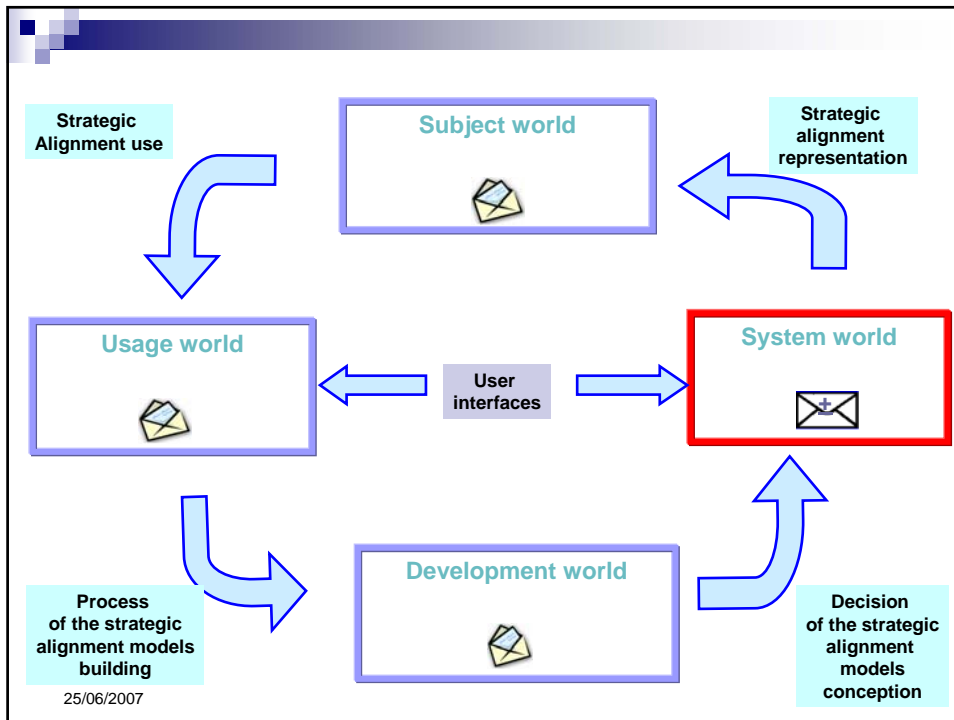 Strategic
Alignment use
Subject world
Strategic
alignment
representation
Usage world
User
interfaces
System world
±
Process
of the strategic
alignment models
building
Development world
Decision
of the strategic
alignment
models
conception
25/06/2007